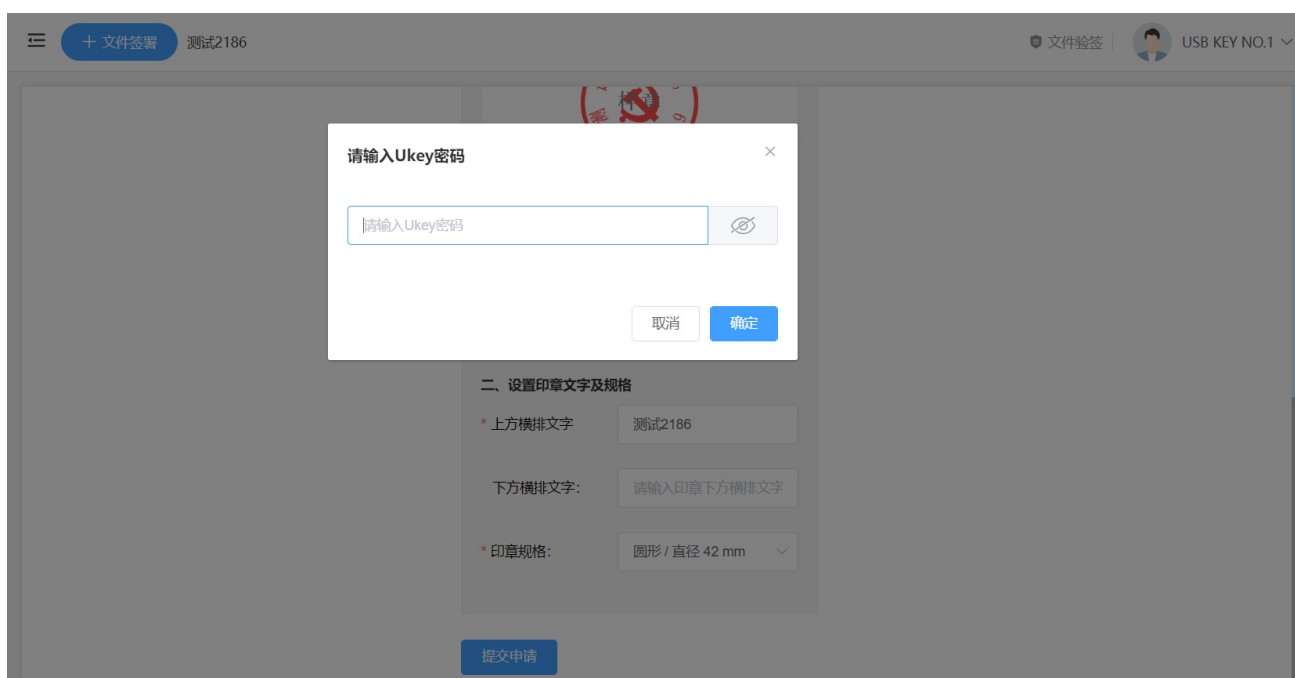 + 文件签署 测试2186 文件验签 USB KEY NO.1
样章
请输入Ukey密码
请输入Ukey密码
取消 确定
二、设置印章文字及规格
* 上方横排文字 测试2186
下方横排文字: 请输入印章下方横排文字
* 印章规格: 圆形 / 直径 42 mm
提交申请